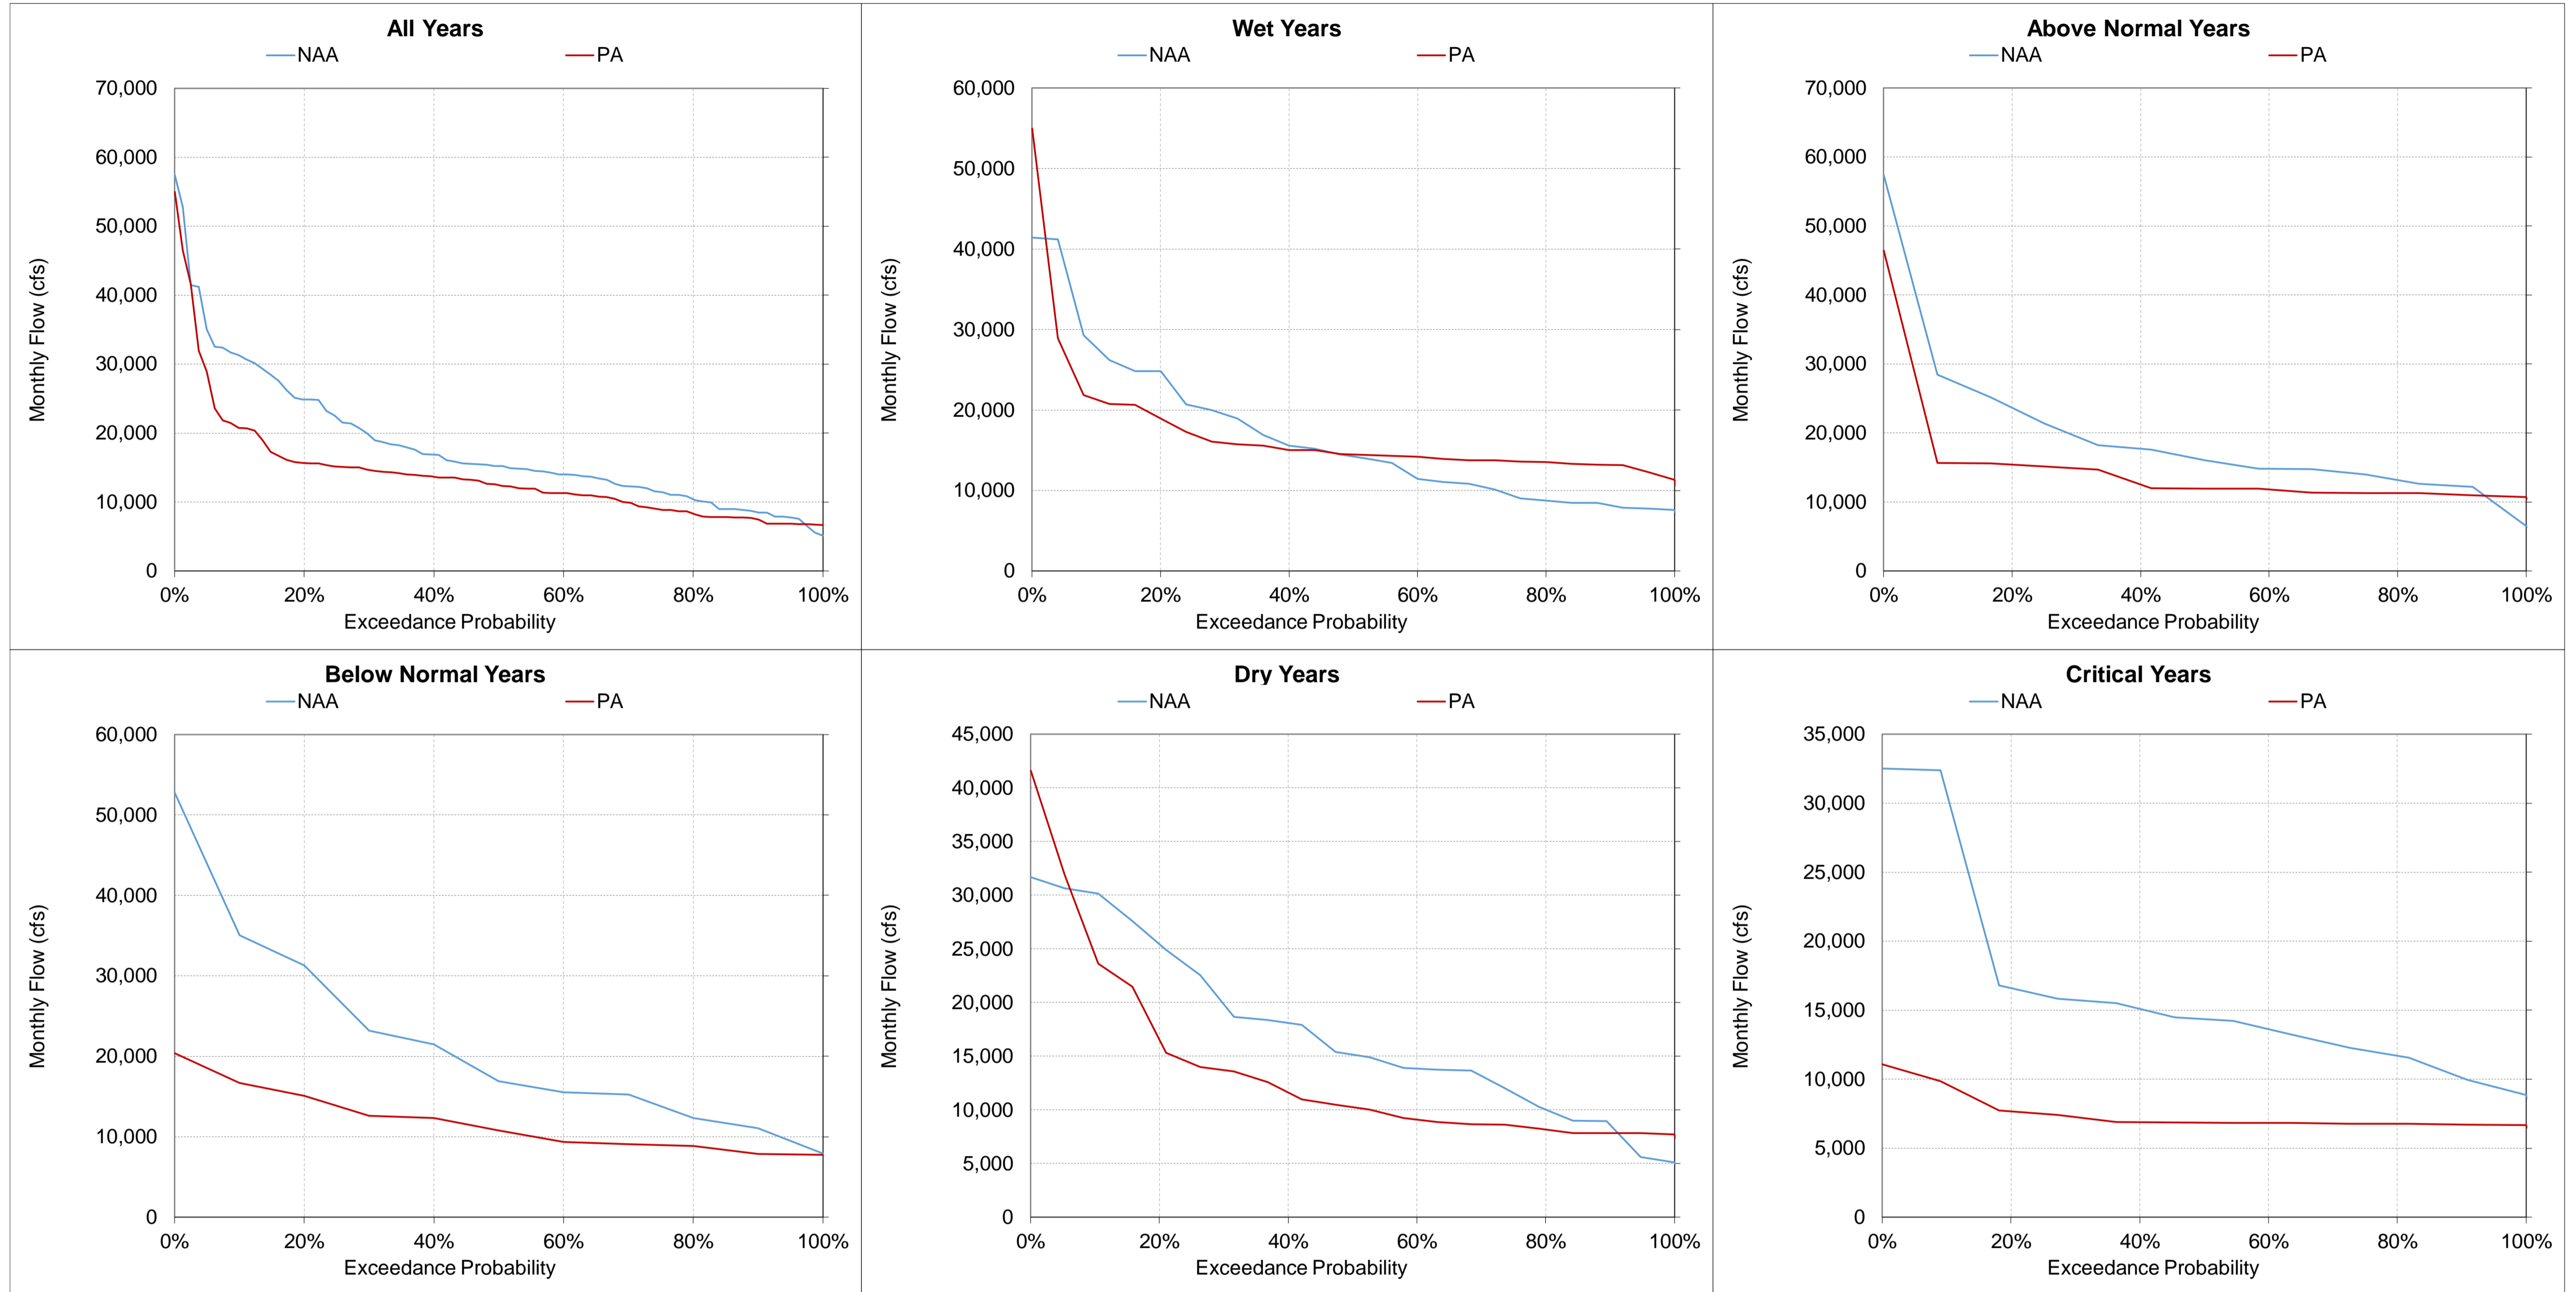 All Years
NAA PA
70,000
60,000
50,000
40,000
30,000
20,000
10,000
0
0% 20% 40% 60% 80% 100%
Monthly Flow (cfs)
Exceedance Probability
Wet Years
NAA PA
60,000
50,000
40,000
30,000
20,000
10,000
0
0% 20% 40% 60% 80% 100%
Monthly Flow (cfs)
Exceedance Probability
Above Normal Years
NAA PA
70,000
60,000
50,000
40,000
30,000
20,000
10,000
0
0% 20% 40% 60% 80% 100%
Monthly Flow (cfs)
Exceedance Probability
Below Normal Years
NAA PA
60,000
50,000
40,000
30,000
20,000
10,000
0
0% 20% 40% 60% 80% 100%
Monthly Flow (cfs)
Exceedance Probability
Dry Years
NAA PA
45,000
40,000
35,000
30,000
25,000
20,000
15,000
10,000
5,000
0
0% 20% 40% 60% 80% 100%
Monthly Flow (cfs)
Exceedance Probability
Critical Years
NAA PA
35,000
30,000
25,000
20,000
15,000
10,000
5,000
0
0% 20% 40% 60% 80% 100%
Monthly Flow (cfs)
Exceedance Probability